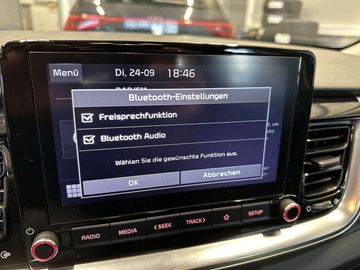 Menü Di, 24-09 18:46
Bluetooth-Einstellungen
Freisprechfunktion
Bluetooth Audio
Wählen Sie die gewünschte Funktion aus.
OK Abbrechen
RADIO MEDIA < SEEK TRACK > SETUP